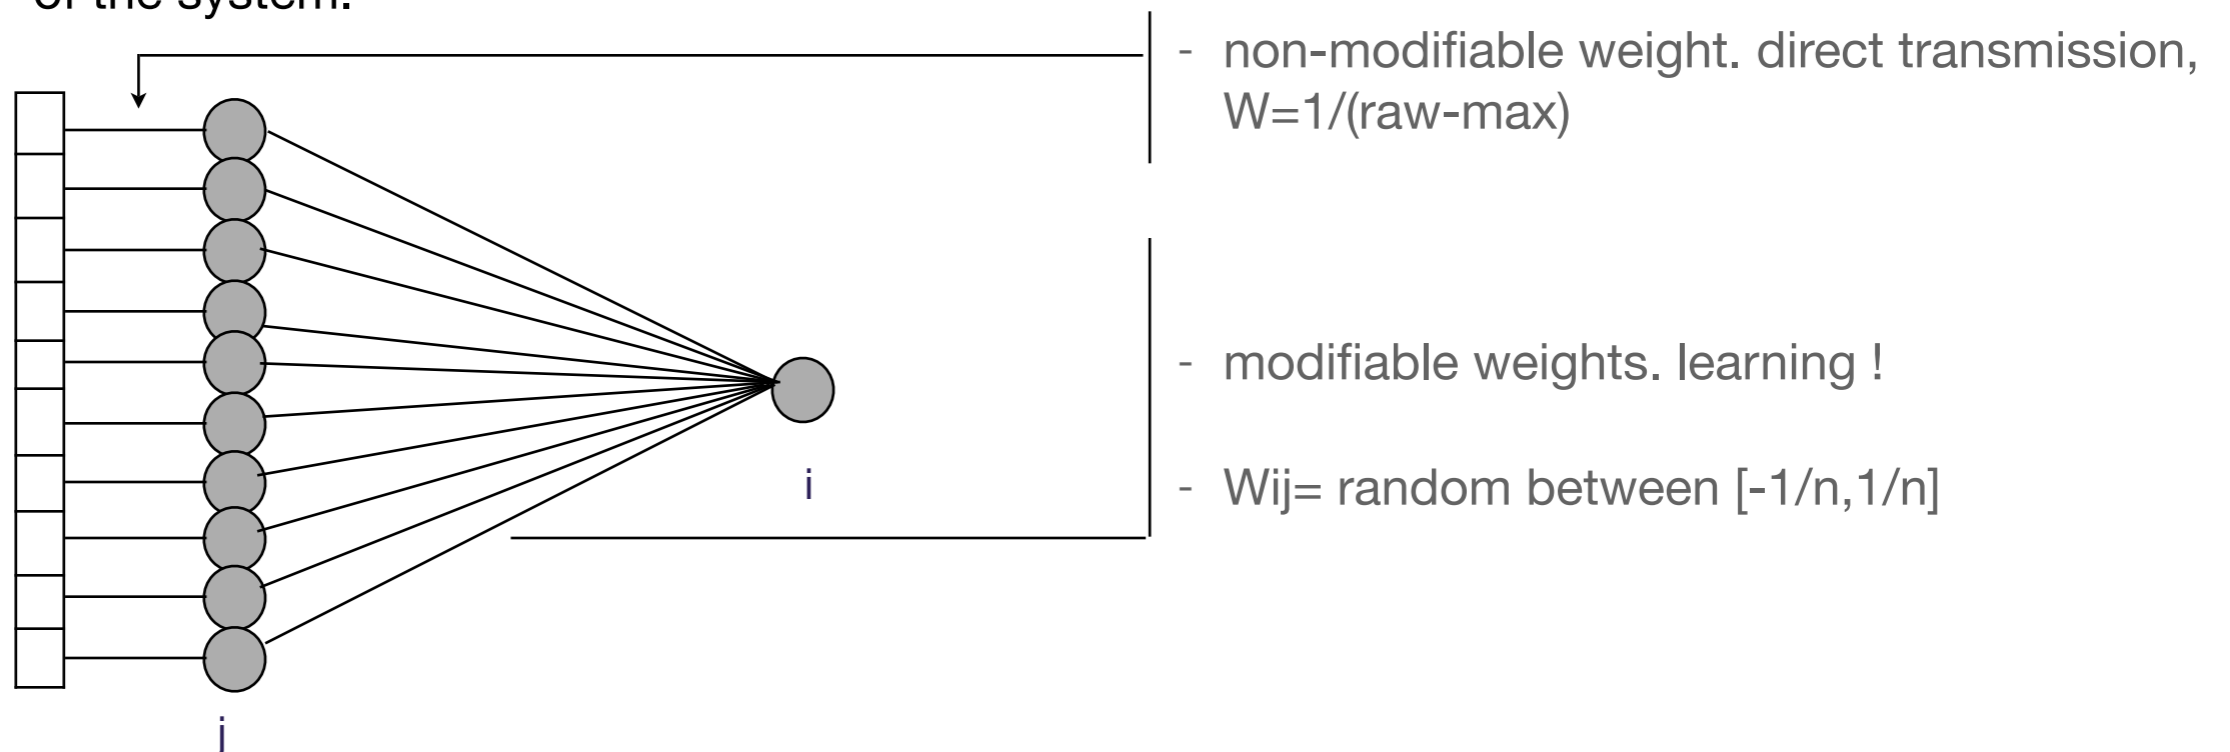 of the system.
- non-modifiable weight. direct transmission,
W=1/(raw-max)
- modifiable weights. learning !
i
- Wij= random between [-1/n,1/n]
j